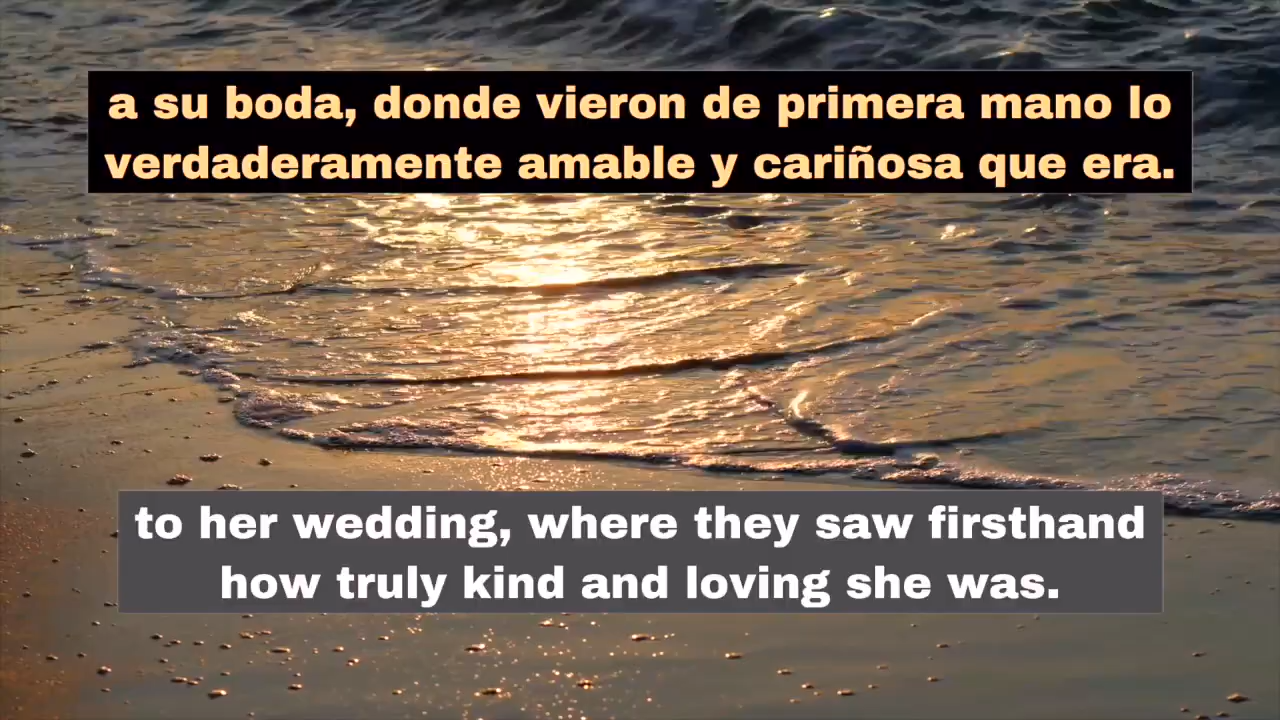 a su boda, donde vieron de primera mano lo
verdaderamente amable y cariñosa que era.
to her wedding, where they saw firsthand
how truly kind and loving she was.